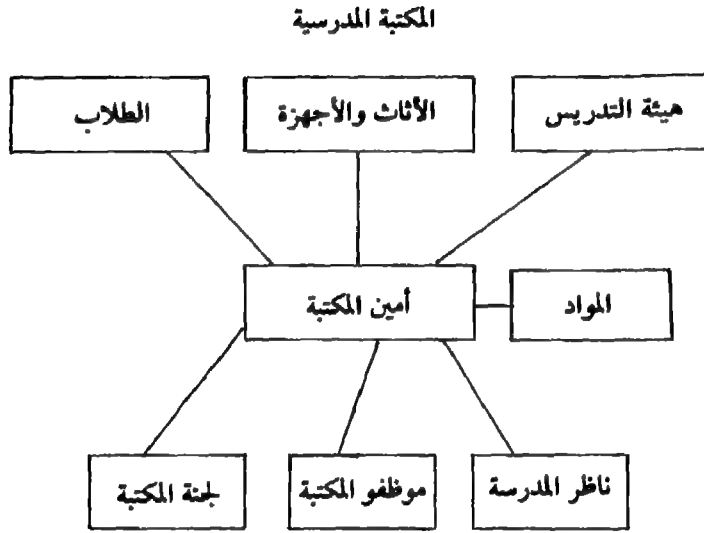 المكتبة المدرسية
هيئة التدريس
الأثاث والأجهزة
الطلاب
أمين المكتبة
المواد
ناظر المدرسة
موظفو المكتبة
لجنة المكتبة